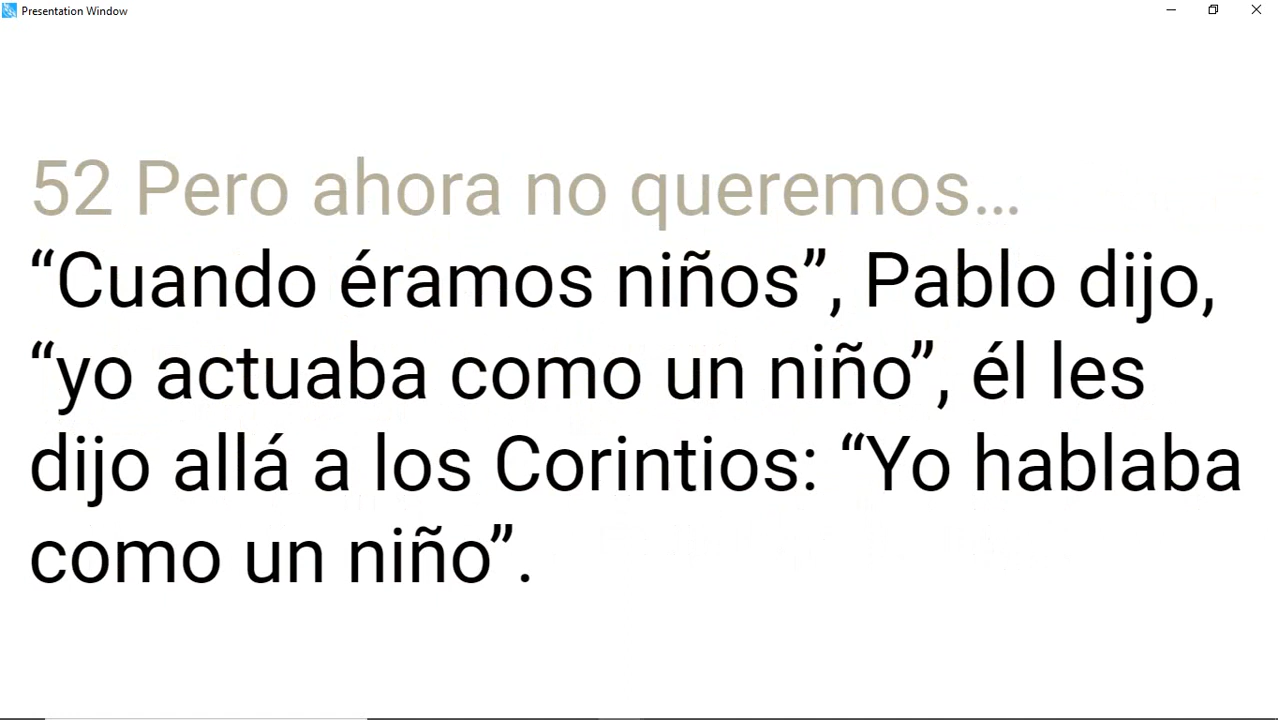 Presentation Window
52 Pero ahora no queremos…
“Cuando éramos niños”, Pablo dijo,
“yo actuaba como un niño”, él les
dijo allá a los Corintios: “Yo hablaba
como un niño”.